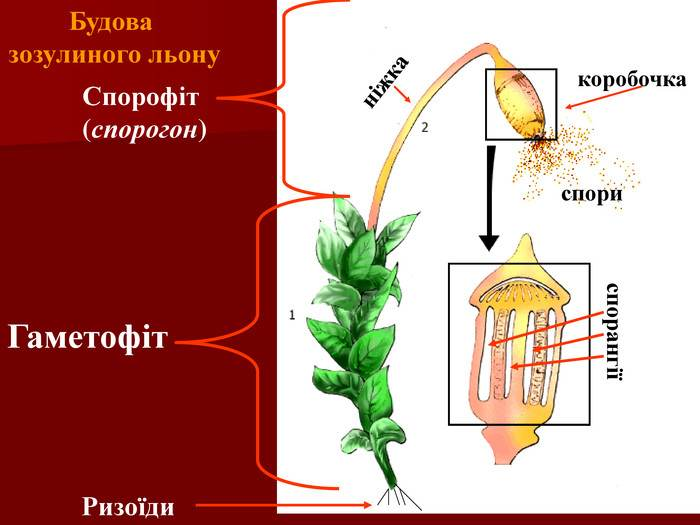 Будова
зозулиного льону
Спорофіт
(спорогон)
ніжка
2
коробочка
спори
1
Гаметофіт
спорангії
Ризоїди